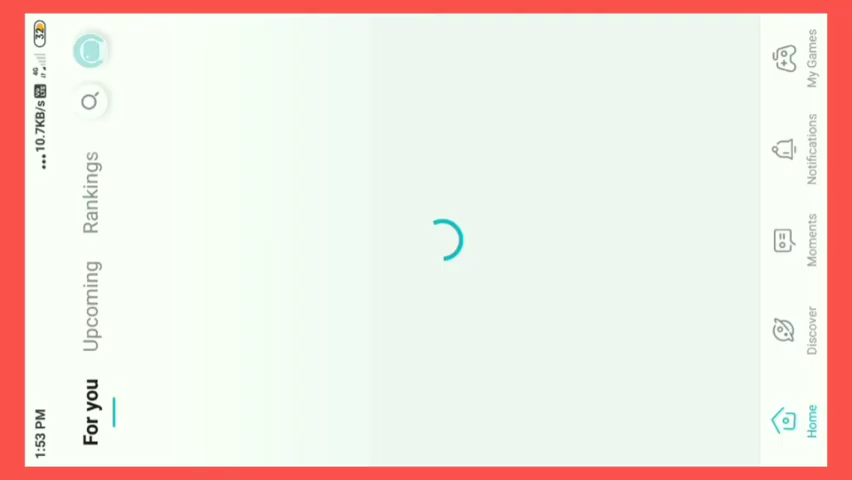 1:53 PM
...10.7KB/s 4G 32
For you Upcoming Rankings
Home Discover Moments Notifications My Games